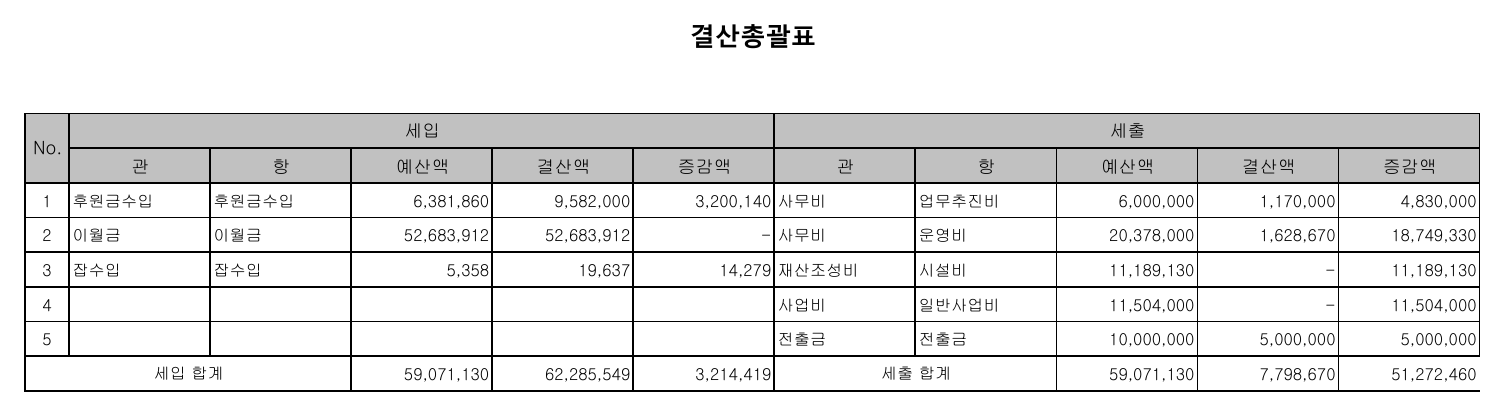 결산총괄표
No. 세입 세출
관 항 예산액 결산액 증감액 관 항 예산액 결산액 증감액
1 후원금수입 후원금수입 6,381,860 9,582,000 3,200,140 사무비 업무추진비 6,000,000 1,170,000 4,830,000
2 이월금 이월금 52,683,912 52,683,912 – 사무비 운영비 20,378,000 1,628,670 18,749,330
3 잡수입 잡수입 5,358 19,637 14,279 재산조성비 시설비 11,189,130 – 11,189,130
4 사업비 일반사업비 11,504,000 – 11,504,000
5 전출금 전출금 10,000,000 5,000,000 5,000,000
세입 합계 59,071,130 62,285,549 3,214,419 세출 합계 59,071,130 7,798,670 51,272,460